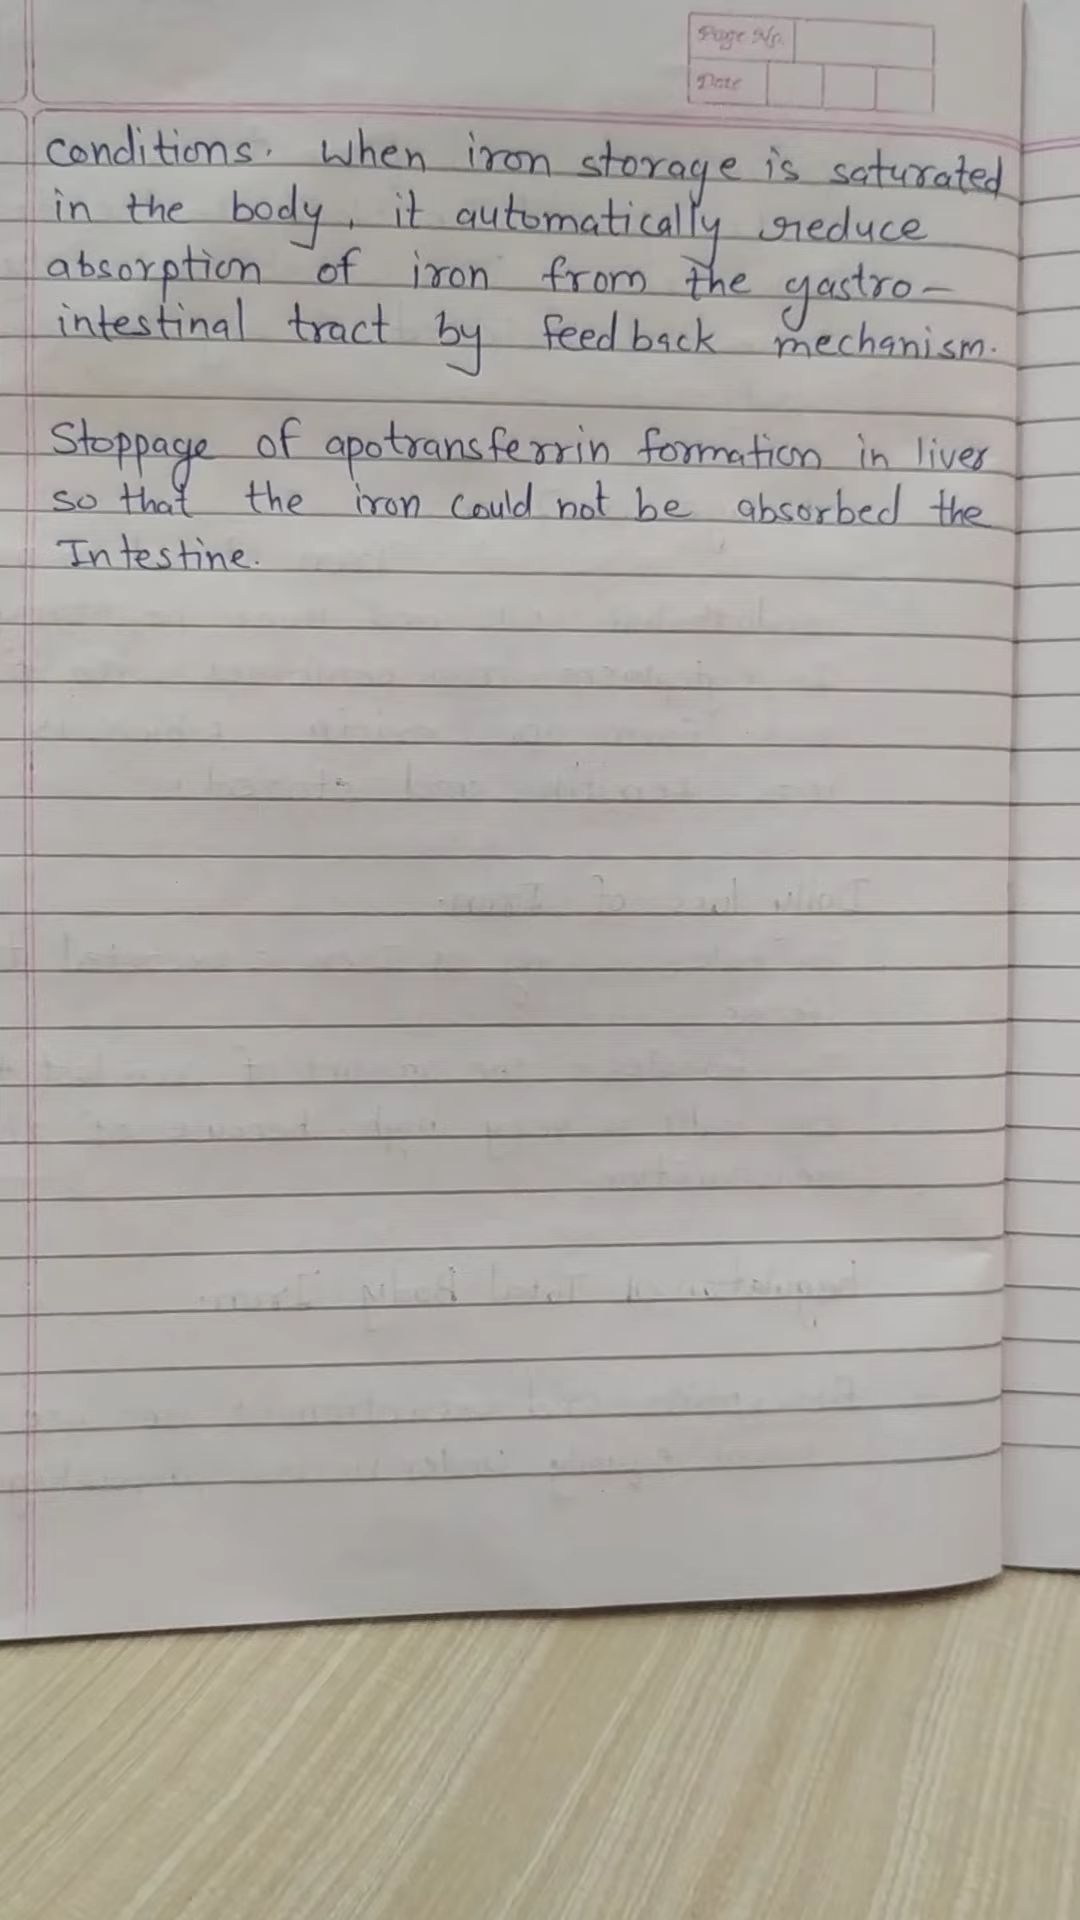 Page No.
Date
conditions. When iron storage is saturated
in the body, it automatically reduce
absorption of iron from the gastro-
intestinal tract by feedback mechanism.
Stoppage of apotransferrin formation in liver
so that the iron could not be absorbed the
Intestine.